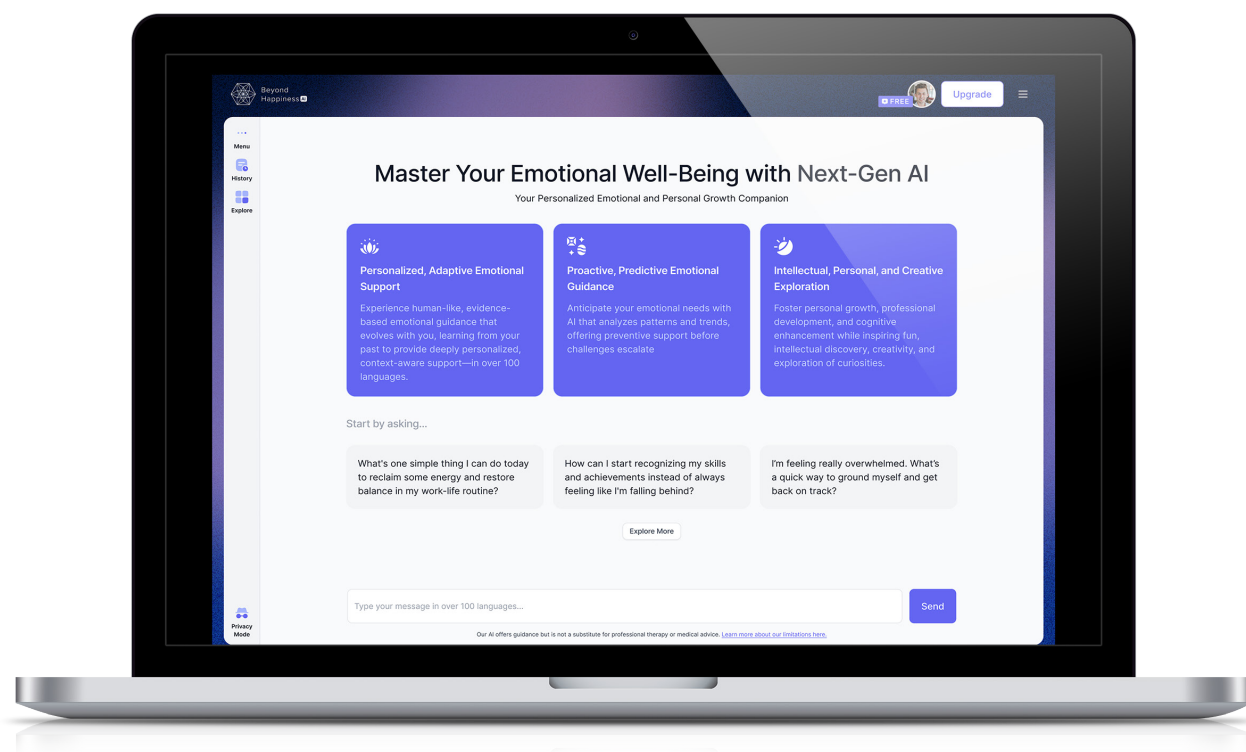 Beyond
Happiness AI
FREE
Upgrade
Menu
History
Explore
Master Your Emotional Well-Being with Next-Gen AI
Your Personalized Emotional and Personal Growth Companion
Personalized, Adaptive Emotional
Support
Experience human-like, evidence-
based emotional guidance that
evolves with you, learning from your
past to provide deeply personalized,
context-aware support—in over 100
languages.
Proactive, Predictive Emotional
Guidance
Anticipate your emotional needs with
AI that analyzes patterns and trends,
offering preventive support before
challenges escalate
Intellectual, Personal, and Creative
Exploration
Foster personal growth, professional
development, and cognitive
enhancement while inspiring fun,
intellectual discovery, creativity, and
exploration of curiosities.
Start by asking...
What's one simple thing I can do today
to reclaim some energy and restore
balance in my work-life routine?
How can I start recognizing my skills
and achievements instead of always
feeling like I'm falling behind?
I'm feeling really overwhelmed. What's
a quick way to ground myself and get
back on track?
Explore More
Type your message in over 100 languages...
Send
Privacy
Mode
Our AI offers guidance but is not a substitute for professional therapy or medical advice. Learn more about our limitations here.